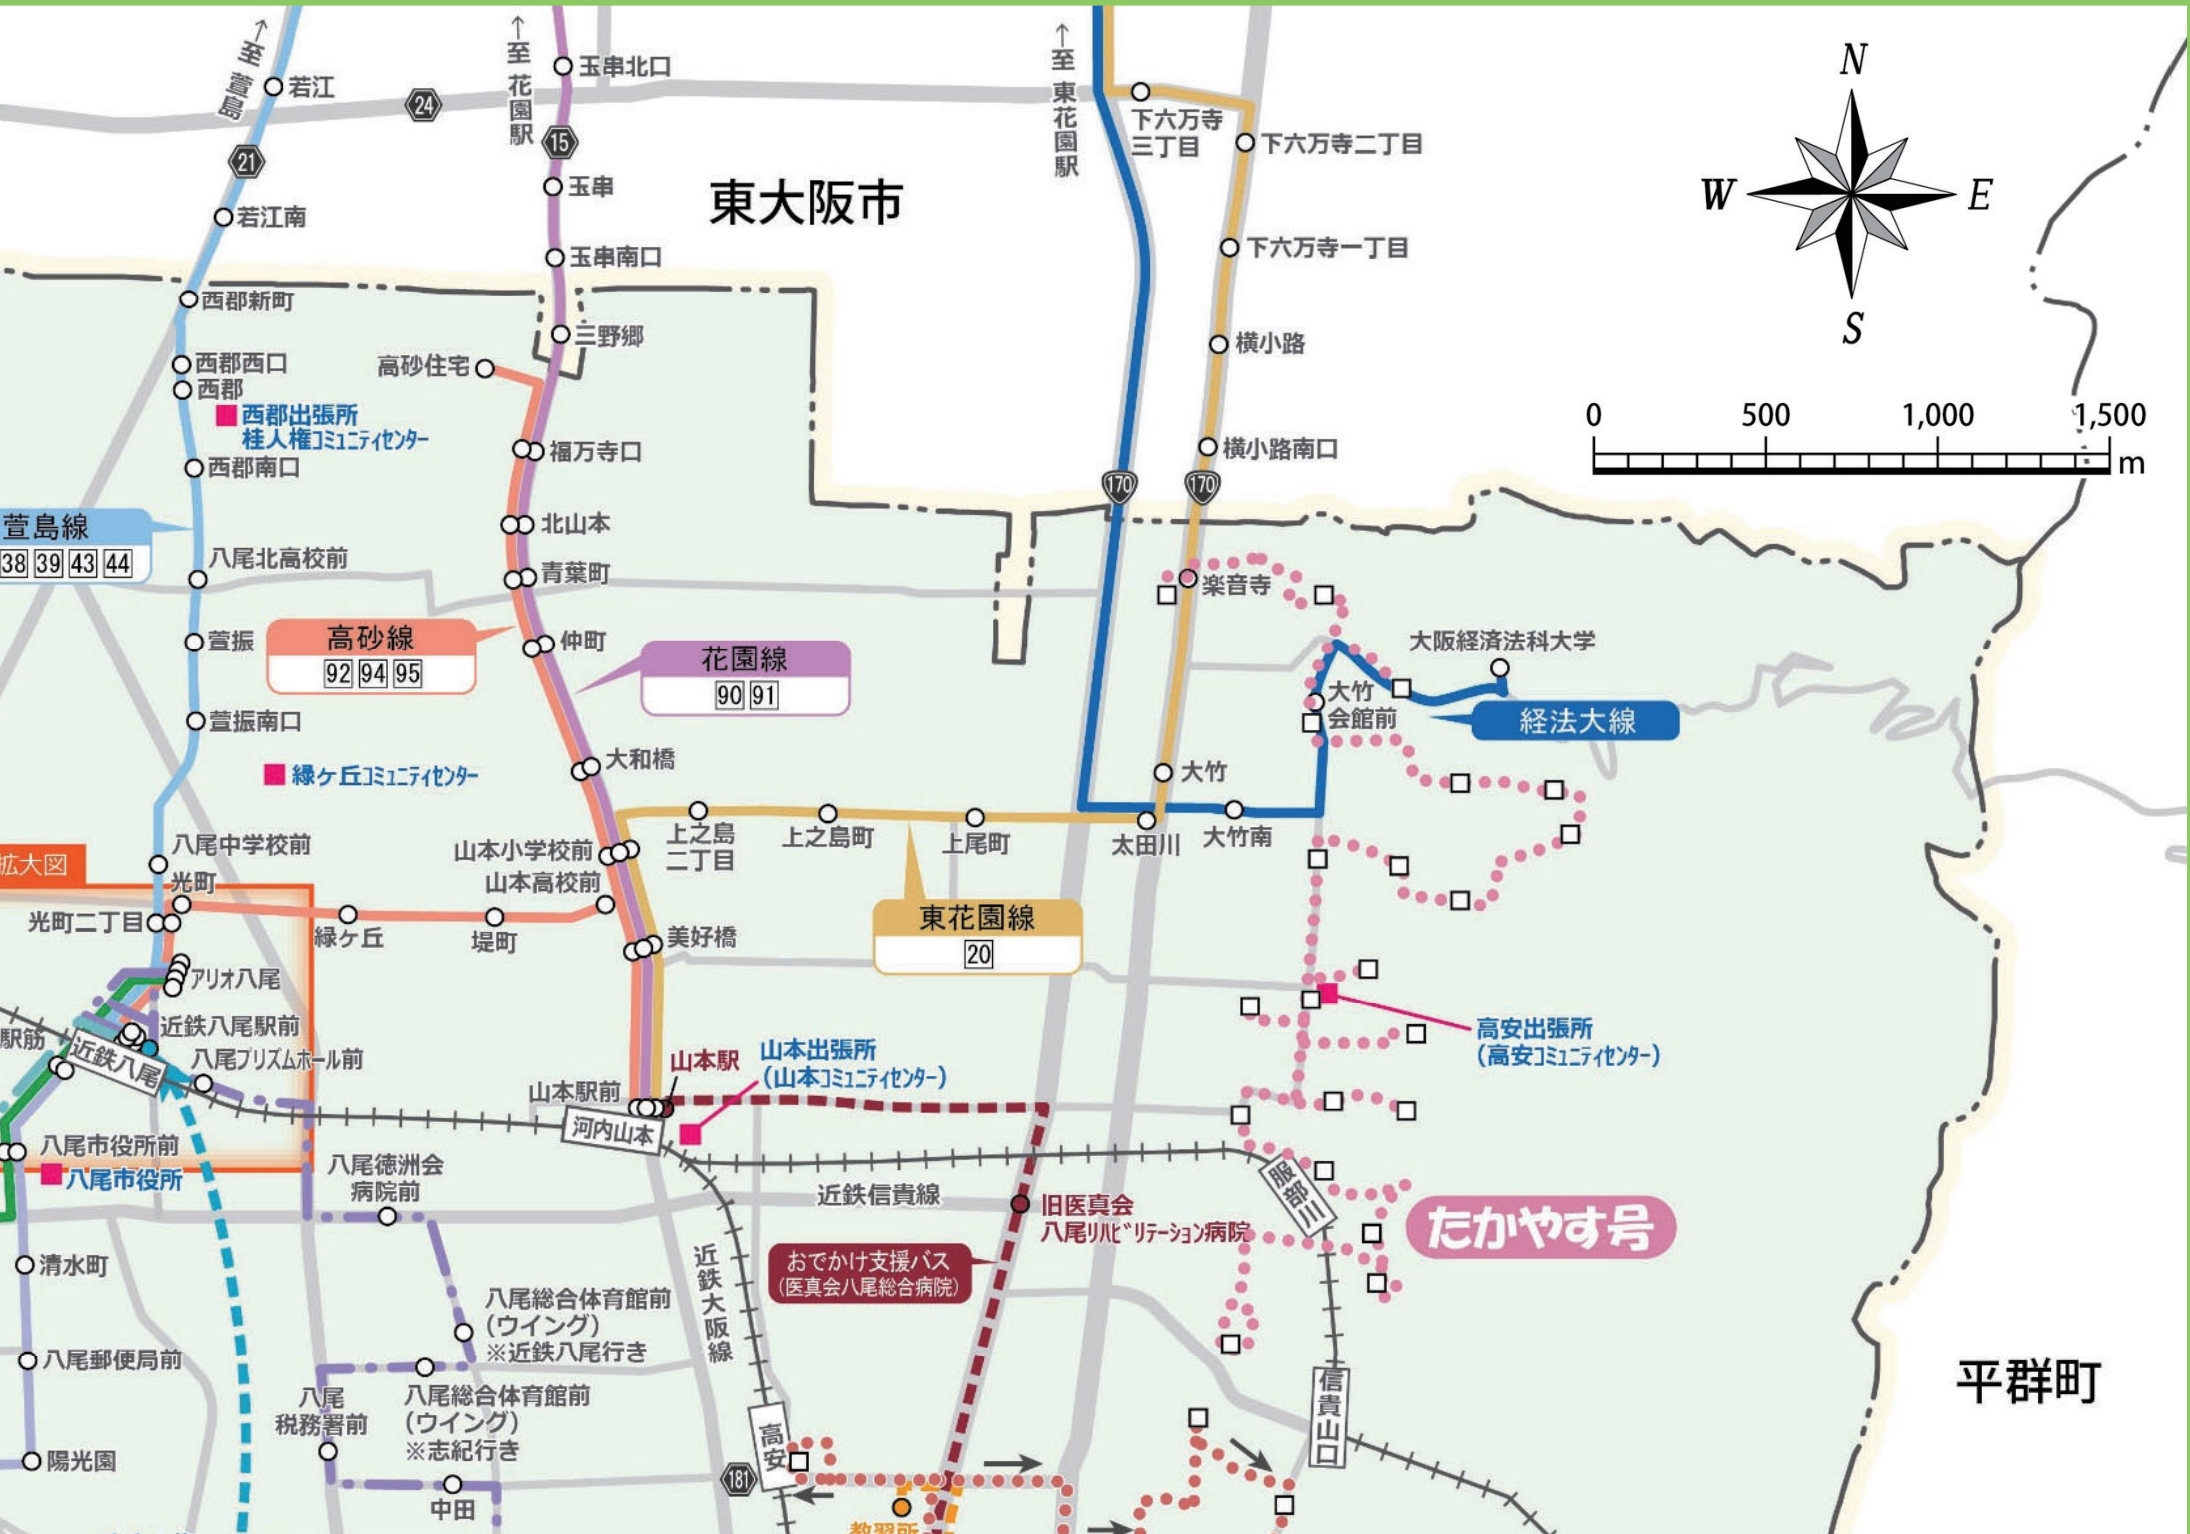 ↑至 萱島
若江
24
21
若江南
↑至 花園駅
玉串北口
15
玉串
玉串南口
東大阪市
↑至 東花園駅
下六万寺
三丁目
下六万寺二丁目
下六万寺一丁目
横小路
横小路南口
170
170
N
W
E
S
0
500
1,000
1,500
m
西郡新町
西郡西口
西郡
西郡出張所
桂人権コミュニティセンター
西郡南口
三野郷
高砂住宅
福万寺口
北山本
青葉町
仲町
萱島線
38 39 43 44
八尾北高校前
萱振
萱振南口
高砂線
92 94 95
花園線
90 91
楽音寺
大阪経済法科大学
大竹
会館前
経法大線
緑ヶ丘コミュニティセンター
大和橋
大竹
上之島
二丁目
上之島町
上尾町
太田川
大竹南
八尾中学校前
山本小学校前
山本高校前
拡大図
光町
光町二丁目
緑ヶ丘
堤町
美好橋
東花園線
20
アリオ八尾
駅筋
近鉄八尾
近鉄八尾駅前
八尾プリズムホール前
山本駅前
山本駅
山本出張所
(山本コミュニティセンター)
河内山本
高安出張所
(高安コミュニティセンター)
八尾市役所前
八尾市役所
八尾徳洲会
病院前
近鉄信貴線
服部川
旧医真会
八尾リハビリテーション病院
たかやす号
清水町
近鉄大阪線
おでかけ支援バス
(医真会八尾総合病院)
八尾総合体育館前
(ウイング)
※近鉄八尾行き
八尾郵便局前
八尾
税務署前
八尾総合体育館前
(ウイング)
※志紀行き
信貴山口
平群町
陽光園
中田
181
高安
教習所